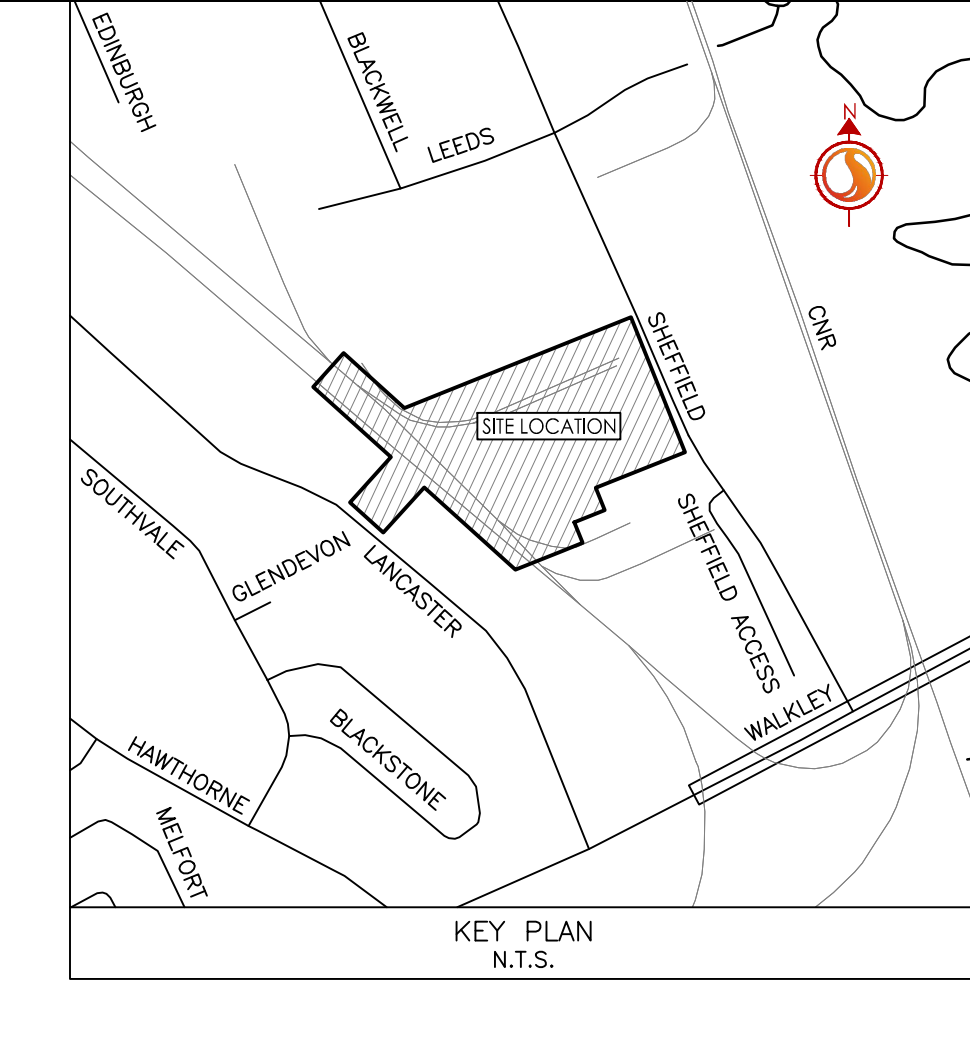 EDINBURGH
BLACKWELL
LEEDS
N
CNR
SHEFFIELD
SITE LOCATION
SOUTHVALE
GLENDEVON
LANCASTER
SHEFFIELD ACCESS
WALKLEY
BLACKSTONE
HAWTHORNE
MELFORT
KEY PLAN
N.T.S.